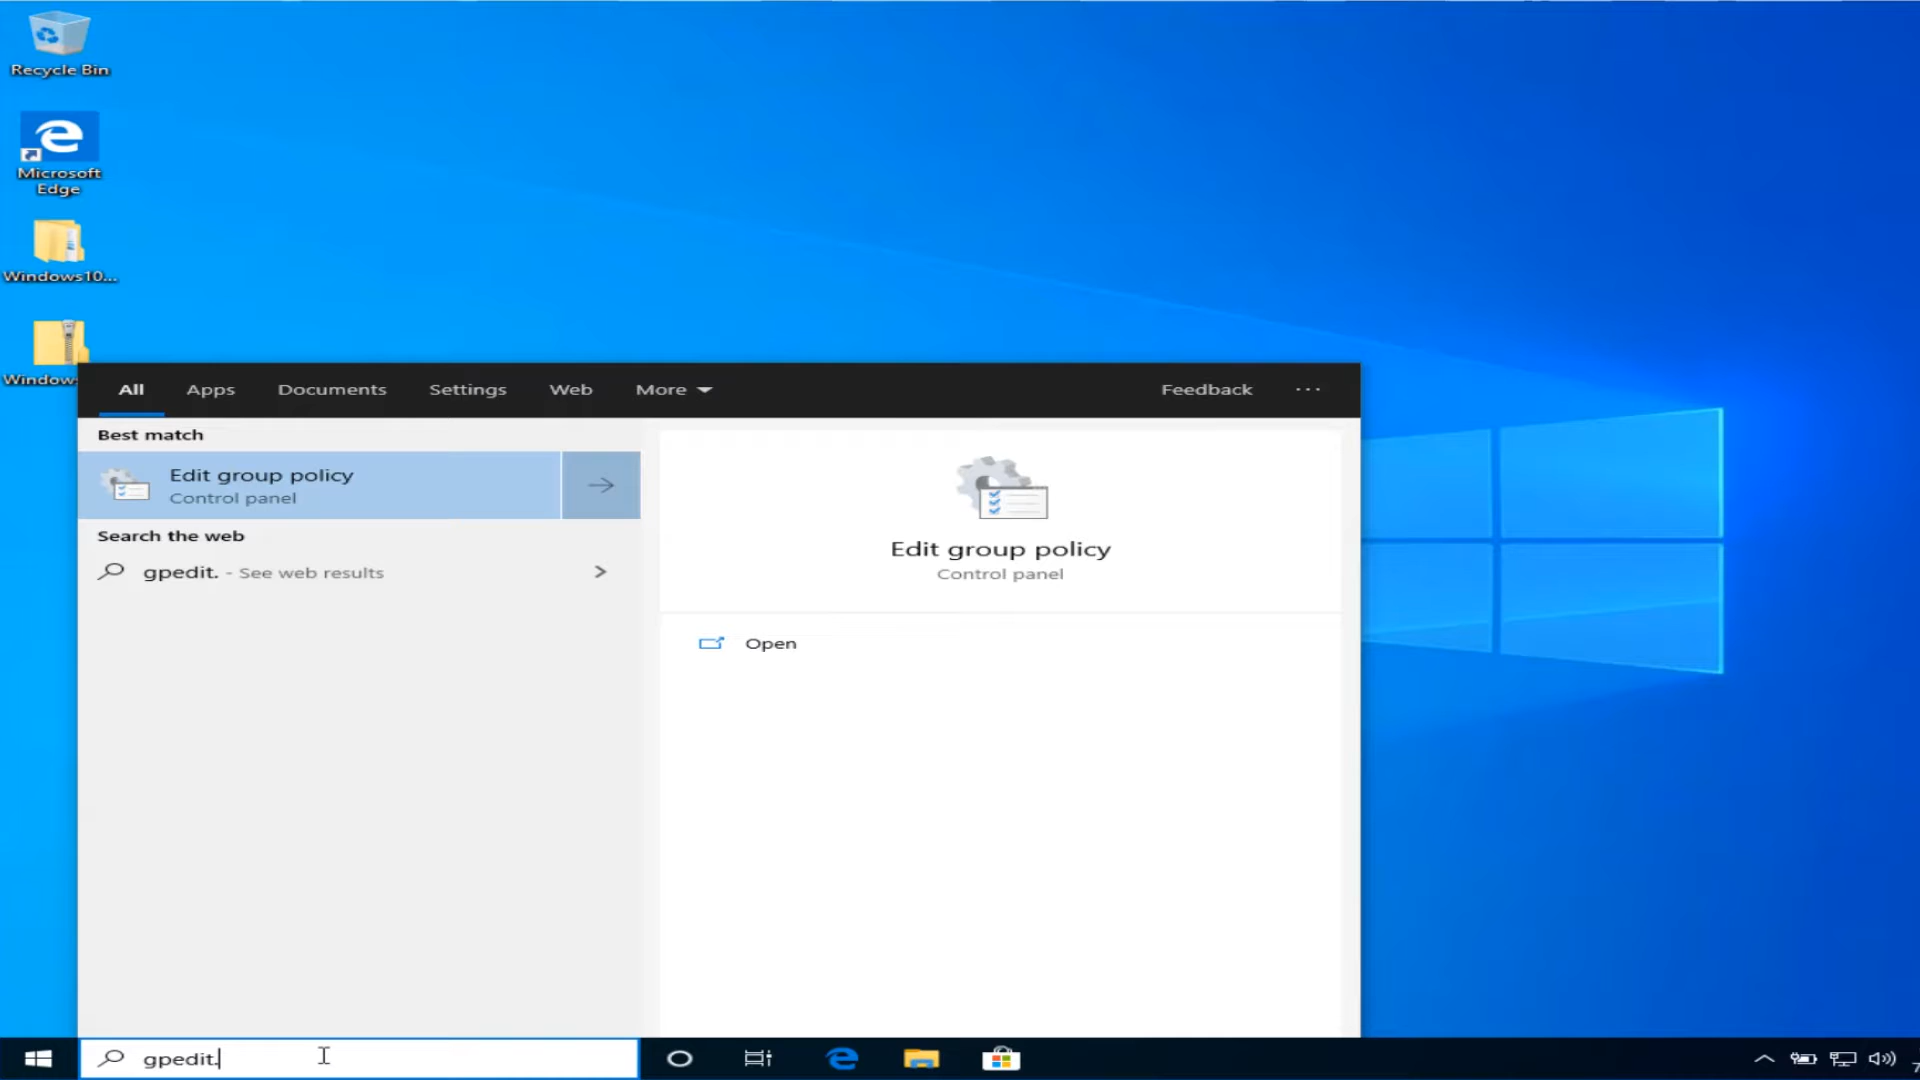 Recycle Bin
Microsoft
Edge
Windows10...
Window
All
Apps
Documents
Settings
Web
More
Feedback
...
Best match
Edit group policy
Control panel
Search the web
gpedit. - See web results
Edit group policy
Control panel
Open
gpedit.